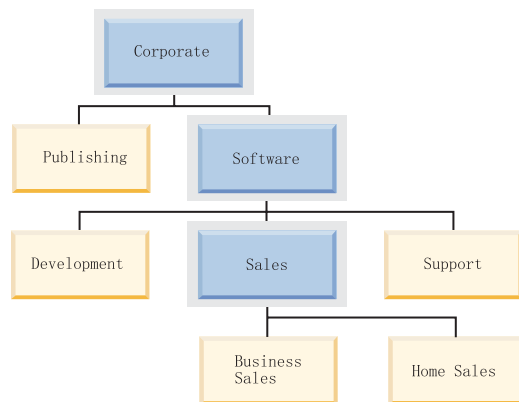 Corporate
Publishing
Software
Development
Sales
Support
Business
Sales
Home Sales